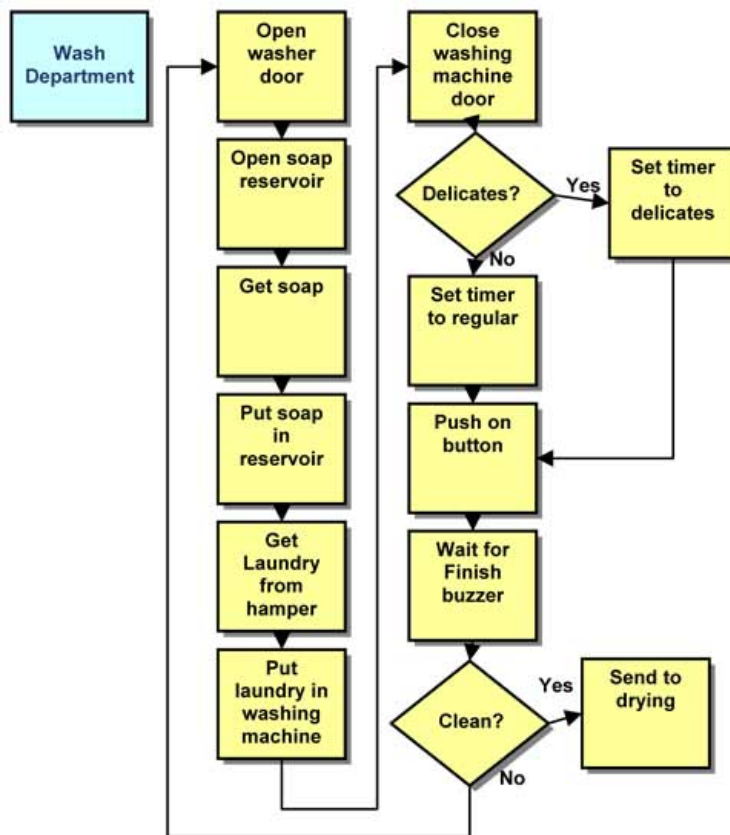 Wash
Department
Open
washer
door
Open soap
reservoir
Get soap
Put soap
in
reservoir
Get
Laundry
from
hamper
Put
laundry in
washing
machine
Close
washing
machine
door
Delicates?
Yes
Set timer
to
delicates
No
Set timer
to regular
Push on
button
Wait for
Finish
buzzer
Clean?
Yes
Send to
drying
No